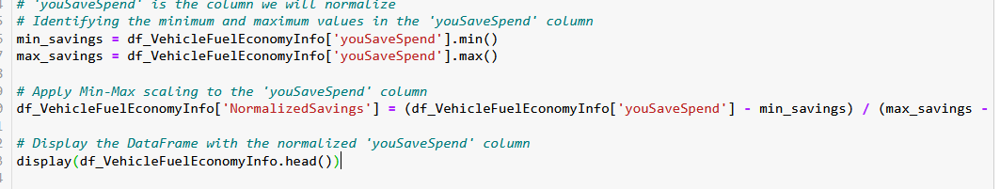 # 'youSaveSpend' is the column we will normalize
# Identifying the minimum and maximum values in the 'youSaveSpend' column
min_savings = df_VehicleFuelEconomyInfo['youSaveSpend'].min()
max_savings = df_VehicleFuelEconomyInfo['youSaveSpend'].max()
# Apply Min-Max scaling to the 'youSaveSpend' column
df_VehicleFuelEconomyInfo['NormalizedSavings'] = (df_VehicleFuelEconomyInfo['youSaveSpend'] - min_savings) / (max_savings -
# Display the DataFrame with the normalized 'youSaveSpend' column
display(df_VehicleFuelEconomyInfo.head())